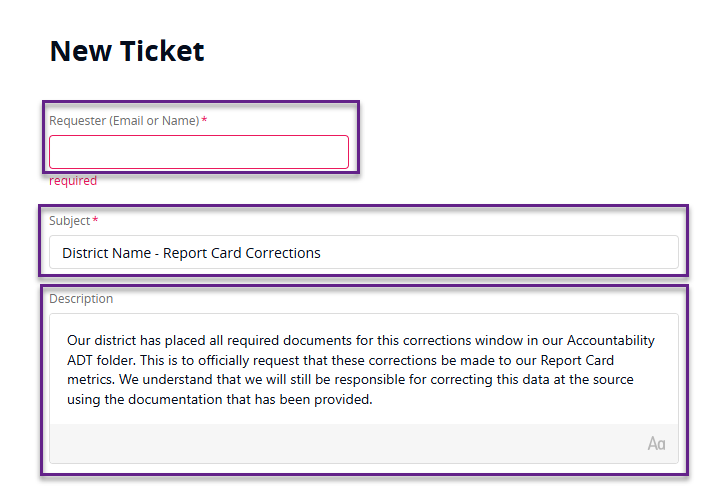 New Ticket
Requester (Email or Name) *
required
Subject *
District Name - Report Card Corrections
Description
Our district has placed all required documents for this corrections window in our Accountability
ADT folder. This is to officially request that these corrections be made to our Report Card
metrics. We understand that we will still be responsible for correcting this data at the source
using the documentation that has been provided.
Aa